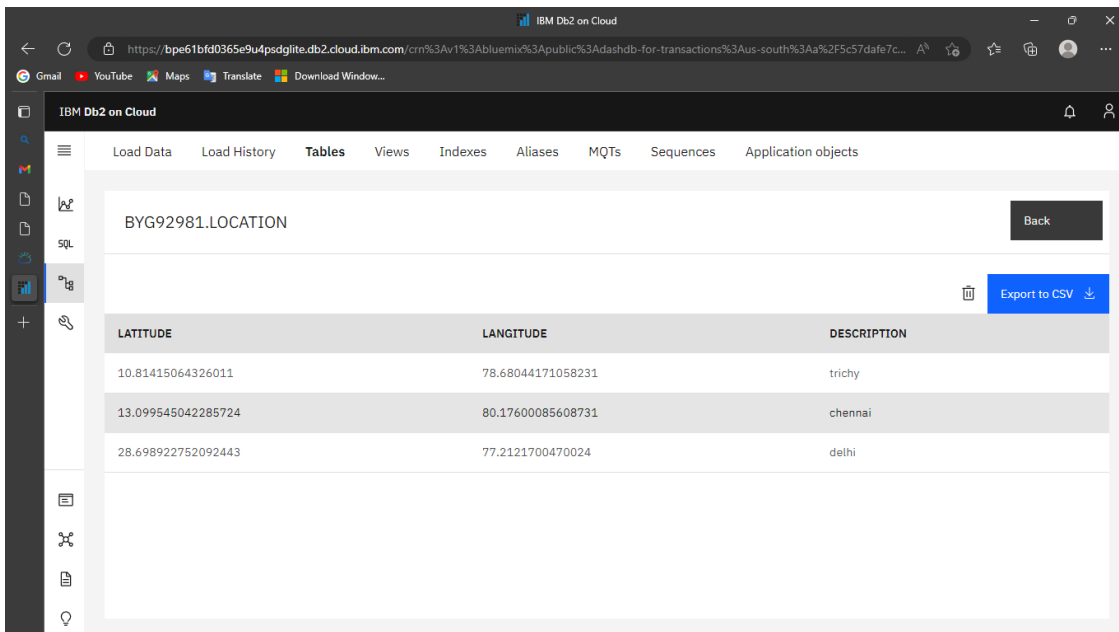 IBM Db2 on Cloud
https://bpe61bfd0365e9u4psdglite.db2.cloud.ibm.com/crn%3Av1%3Abluemix%3Apublic%3Adashdb-for-transactions%3Aus-south%3Aa%2F5c57dafe7c...
Gmail YouTube Maps Translate Download Window...
IBM Db2 on Cloud
Load Data Load History Tables Views Indexes Aliases MQTs Sequences Application objects
BYG92981.LOCATION
Back
SQL
Export to CSV
LATITUDE LANGITUDE DESCRIPTION
10.81415064326011 78.68044171058231 trichy
13.099545042285724 80.17600085608731 chennai
28.698922752092443 77.2121700470024 delhi